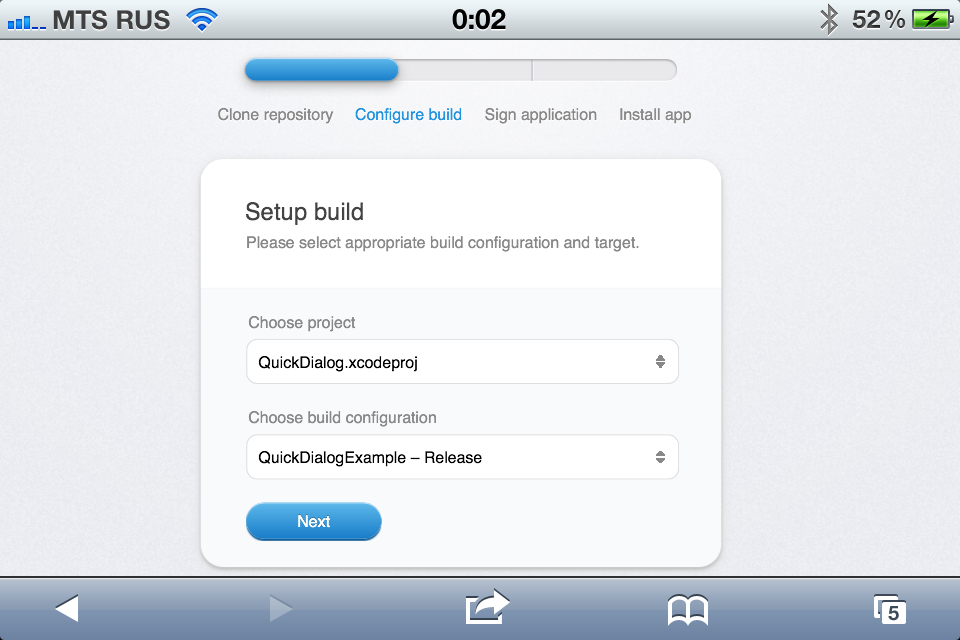 MTS RUS 0:02 52%
Clone repository Configure build Sign application Install app
Setup build
Please select appropriate build configuration and target.
Choose project
QuickDialog.xcodeproj
Choose build configuration
QuickDialogExample – Release
Next
5